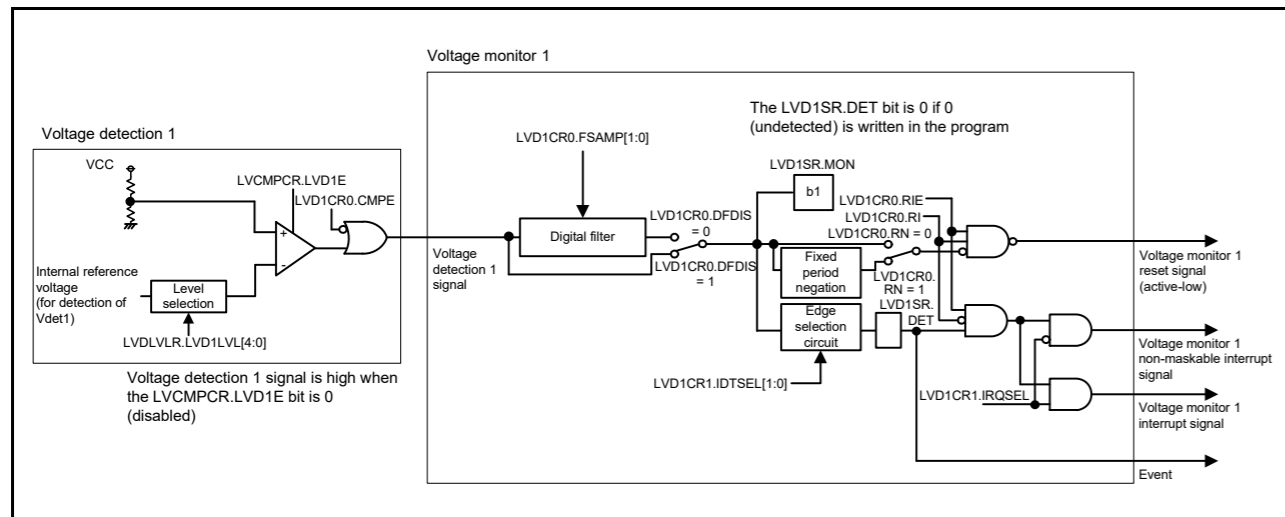 Voltage monitor 1
The LVD1SR.DET bit is 0 if 0
(undetected) is written in the program
Voltage detection 1
LVD1CR0.FSAMP[1:0]
VCC
LVCMPCR.LVD1E
LVD1CR0.CMPE
LVD1SR.MON
b1
LVD1CR0.RIE
LVD1CR0.RI
LVD1CR0.RN = 0
LVD1CR0.DFDIS
= 0
Digital filter
+
-
Voltage
detection 1
signal
LVD1CR0.DFDIS
= 1
Fixed
period
negation
LVD1CR0.
RN = 1
Voltage monitor 1
reset signal
(active-low)
Internal reference
voltage
(for detection of
Vdet1)
Level
selection
LVDLVLR.LVD1LVL[4:0]
LVD1SR.
DET
Edge
selection
circuit
Voltage monitor 1
non-maskable interrupt
signal
LVD1CR1.IDTSEL[1:0]
LVD1CR1.IRQSEL
Voltage monitor 1
interrupt signal
Voltage detection 1 signal is high when
the LVCMPCR.LVD1E bit is 0
(disabled)
Event